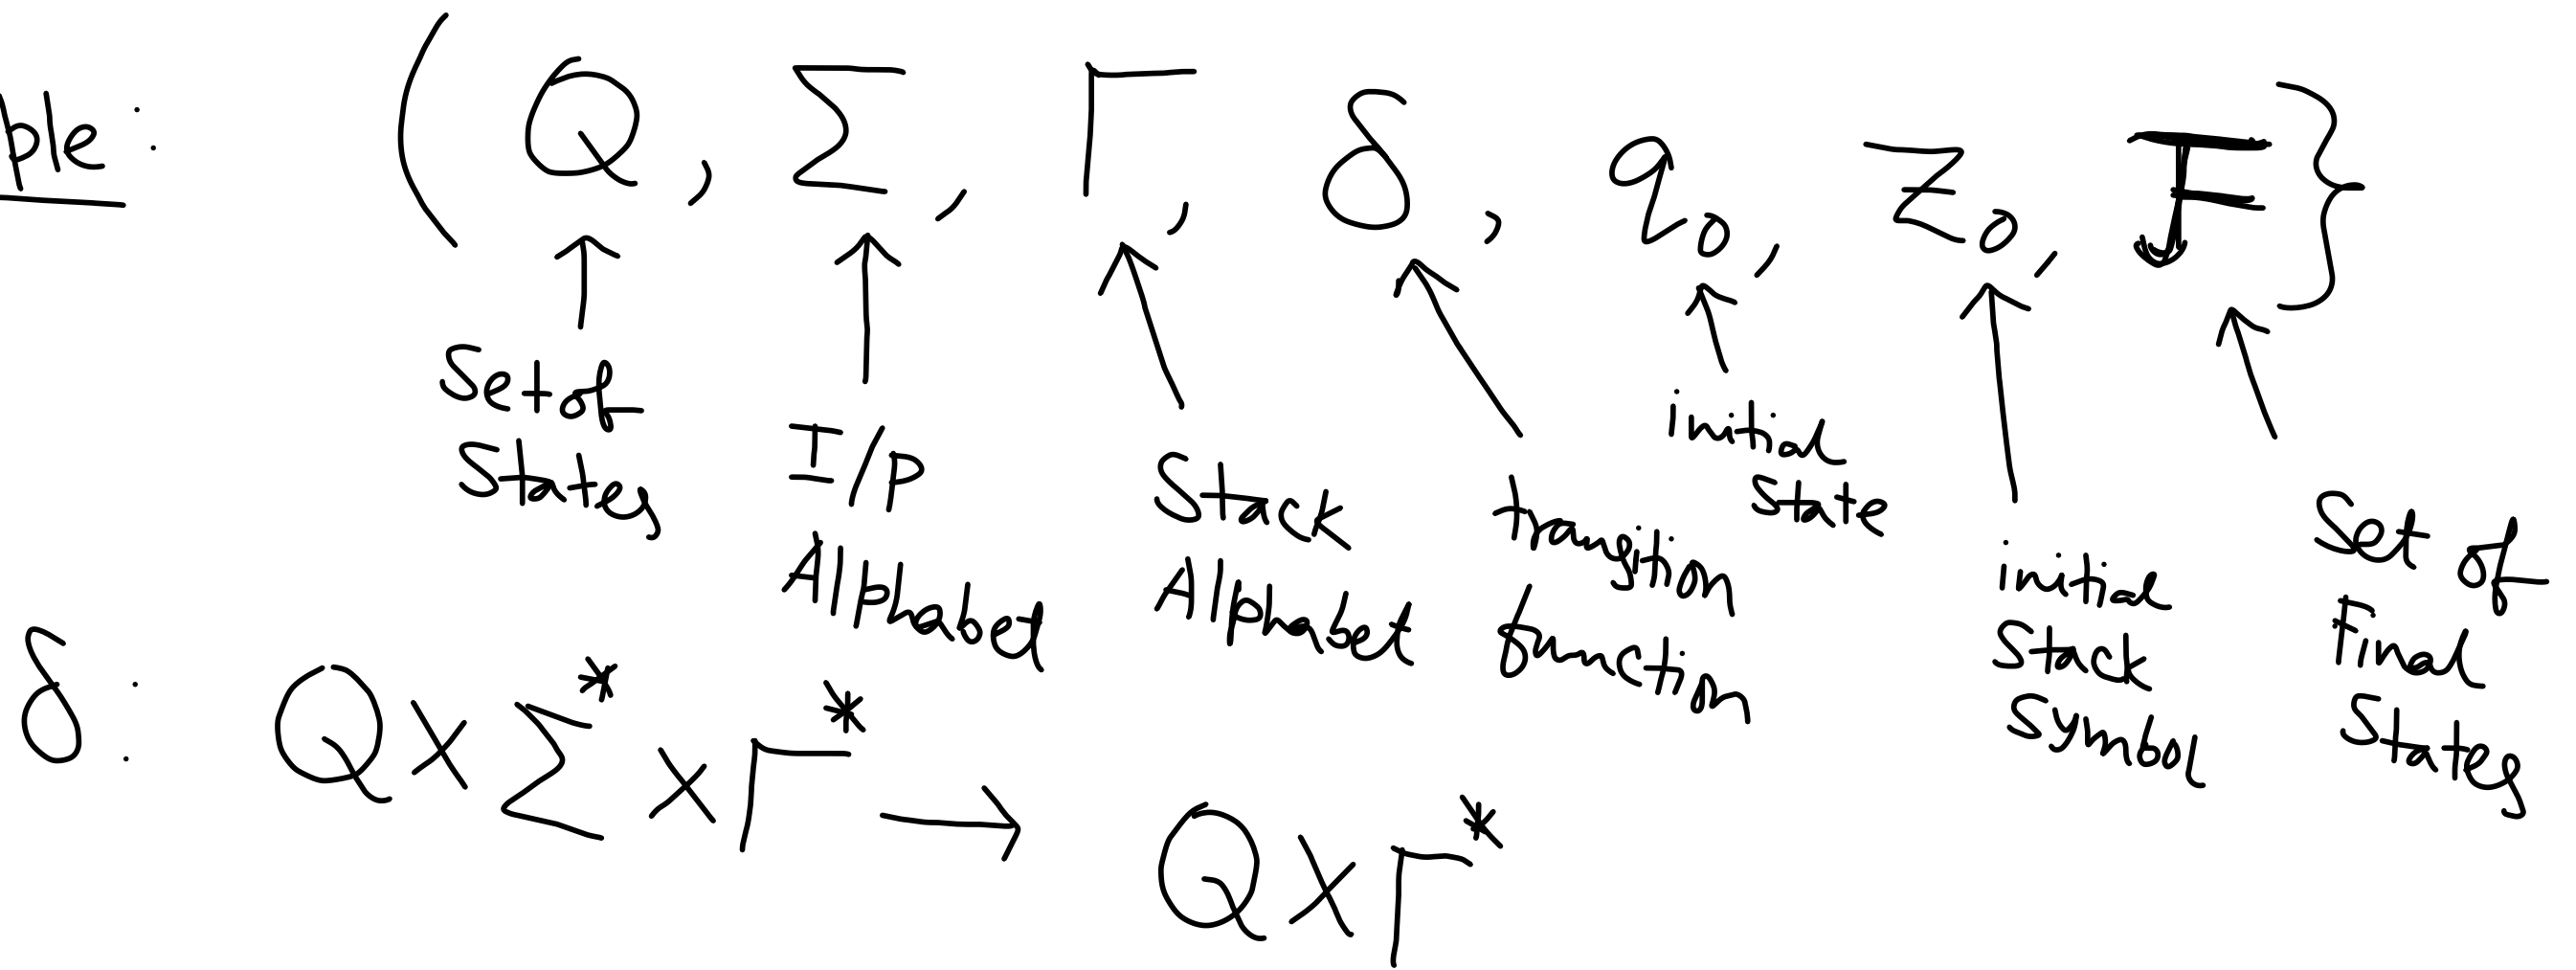 ple :
( Q , Σ , Γ , δ , q₀ , Z₀ , F }
Set of States
I/P Alphabet
Stack Alphabet
transition function
initial state
initial Stack Symbol
Set of Final States
δ : Q × Σ* × Γ* → Q × Γ*